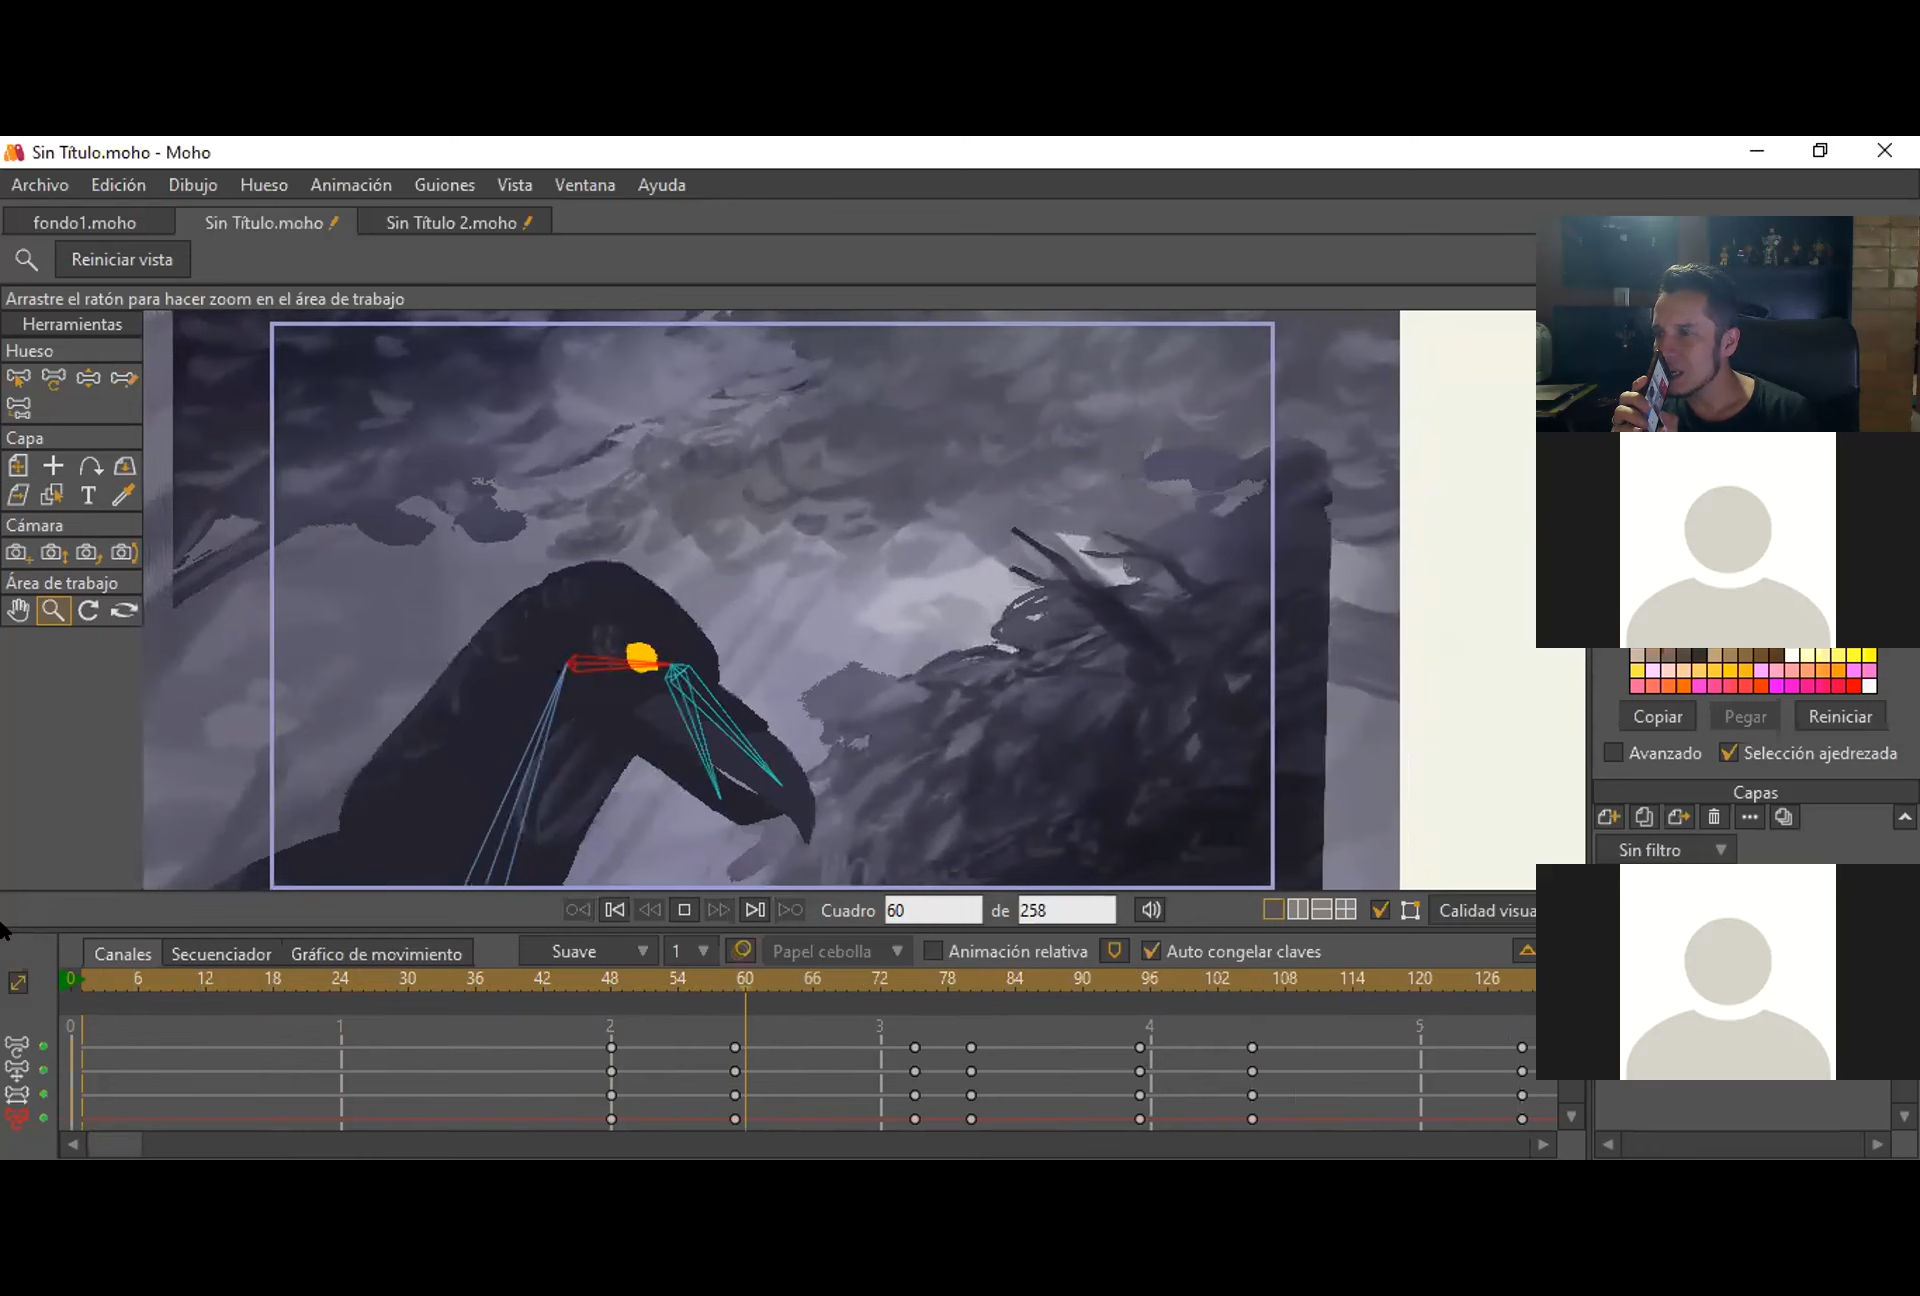 Sin Título.moho - Moho
Archivo Edición Dibujo Hueso Animación Guiones Vista Ventana Ayuda
fondo1.moho Sin Título.moho Sin Título 2.moho
Reiniciar vista
Arrastre el ratón para hacer zoom en el área de trabajo
Herramientas
Hueso
Capa
T
Cámara
Área de trabajo
Copiar Pegar Reiniciar
Avanzado Selección ajedrezada
Capas
Sin filtro
Cuadro 60 de 258 Calidad visua
Canales Secuenciador Gráfico de movimiento Suave 1 Papel cebolla Animación relativa Auto congelar claves
0 6 12 18 24 30 36 42 48 54 60 66 72 78 84 90 96 102 108 114 120 126
0 1 2 3 4 5